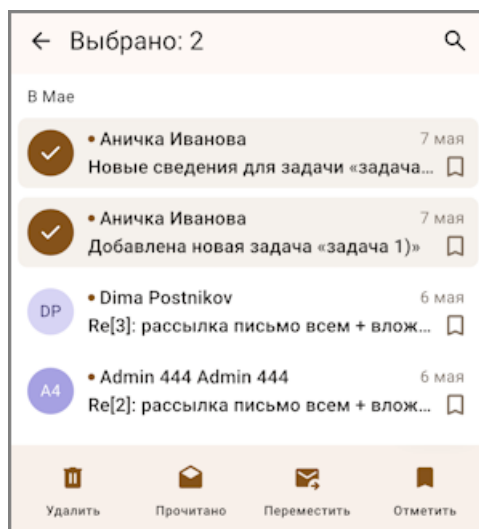 Выбрано: 2
В Мае
• Аничка Иванова 7 мая
Новые сведения для задачи «задача...
• Аничка Иванова 7 мая
Добавлена новая задача «задача 1)»
DP • Dima Postnikov 6 мая
Re[3]: рассылка письмо всем + влож...
A4 • Admin 444 Admin 444 6 мая
Re[2]: рассылка письмо всем + влож...
Удалить Прочитано Переместить Отметить